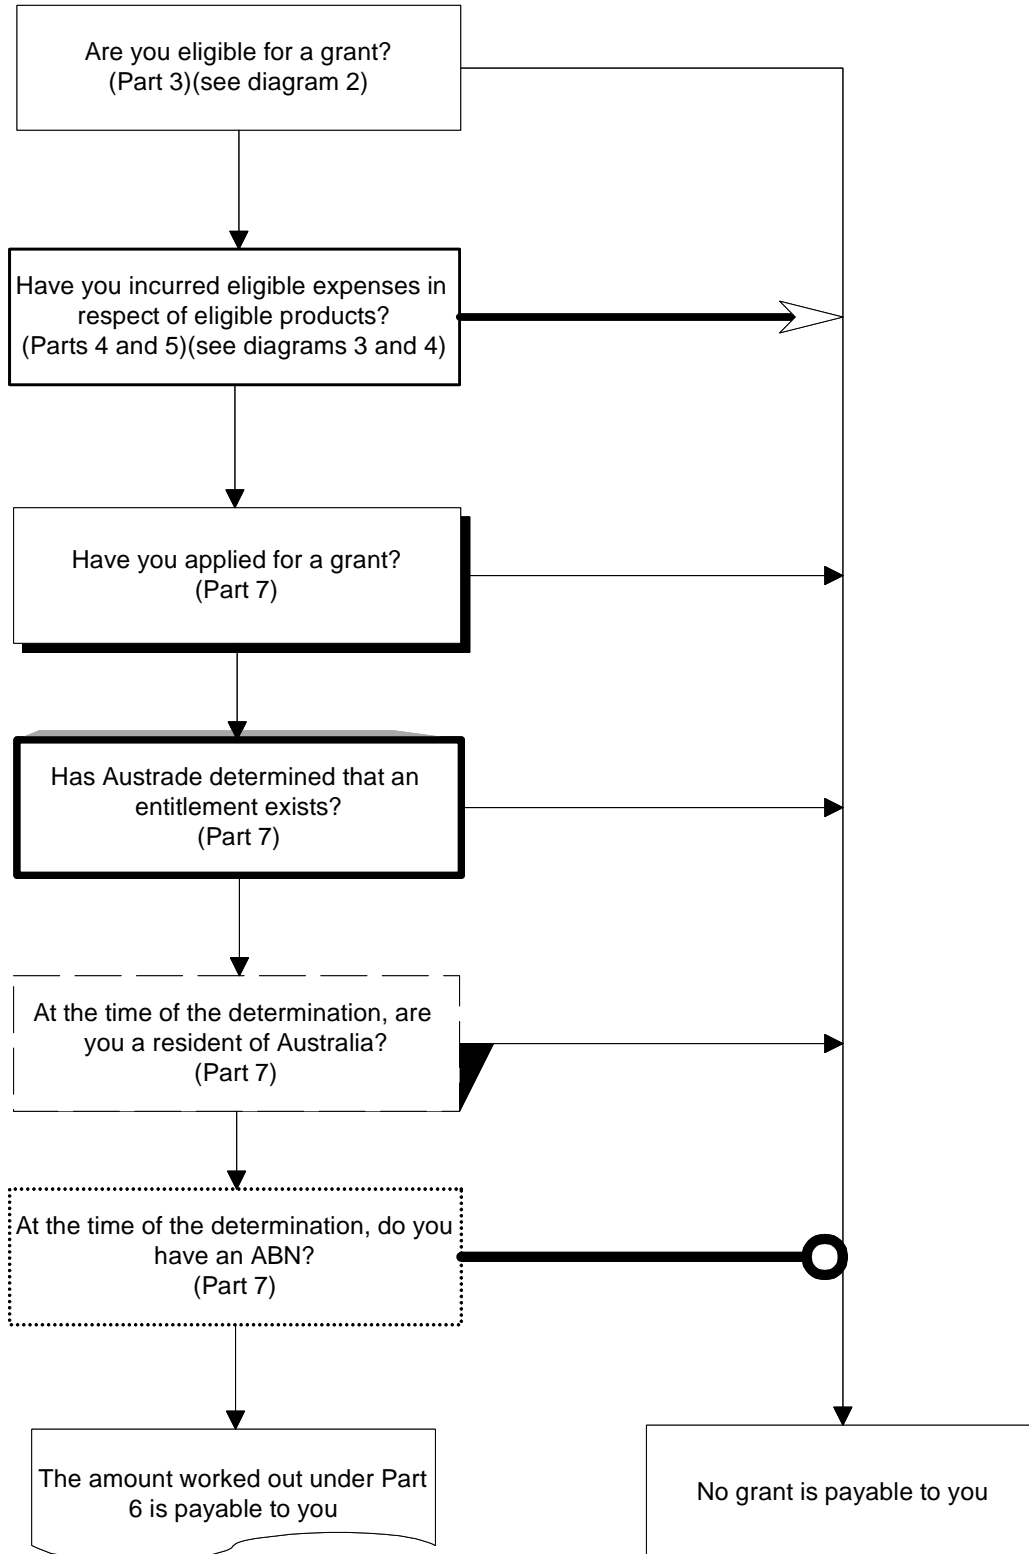 Are you eligible for a grant?
(Part 3)(see diagram 2)
Have you incurred eligible expenses in
respect of eligible products?
(Parts 4 and 5)(see diagrams 3 and 4)
Have you applied for a grant?
(Part 7)
Has Austrade determined that an
entitlement exists?
(Part 7)
At the time of the determination, are
you a resident of Australia?
(Part 7)
At the time of the determination, do you
have an ABN?
(Part 7)
The amount worked out under Part
6 is payable to you
No grant is payable to you